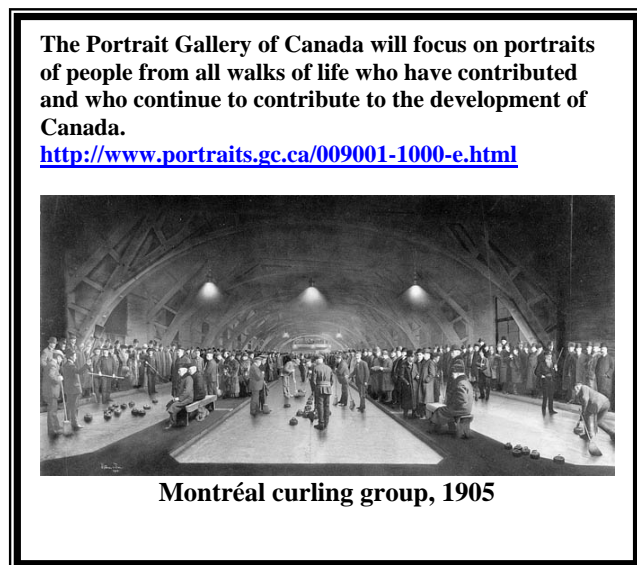 The Portrait Gallery of Canada will focus on portraits
of people from all walks of life who have contributed
and who continue to contribute to the development of
Canada.
http://www.portraits.gc.ca/009001-1000-e.html
Montréal curling group, 1905